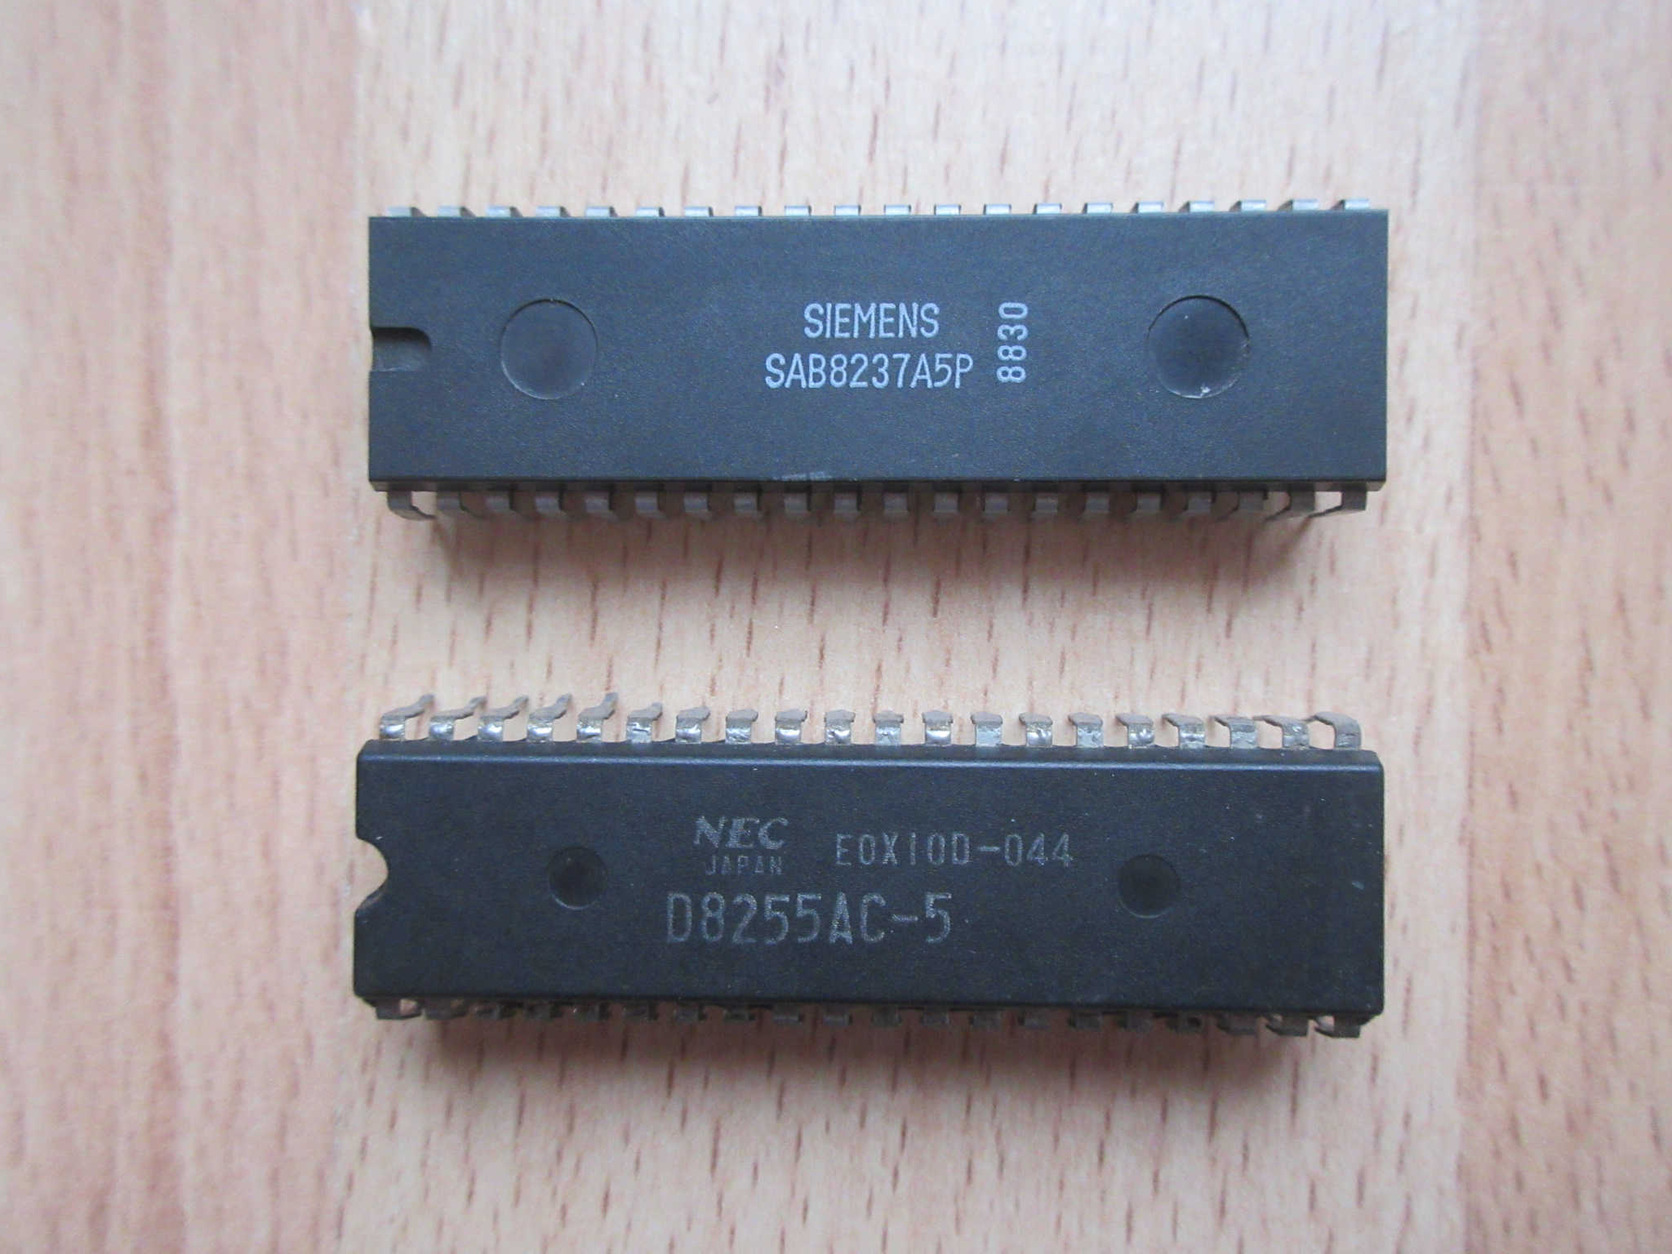 SIEMENS
SAB8237A5P
8830
NEC
JAPAN
E0X10D-044
D8255AC-5